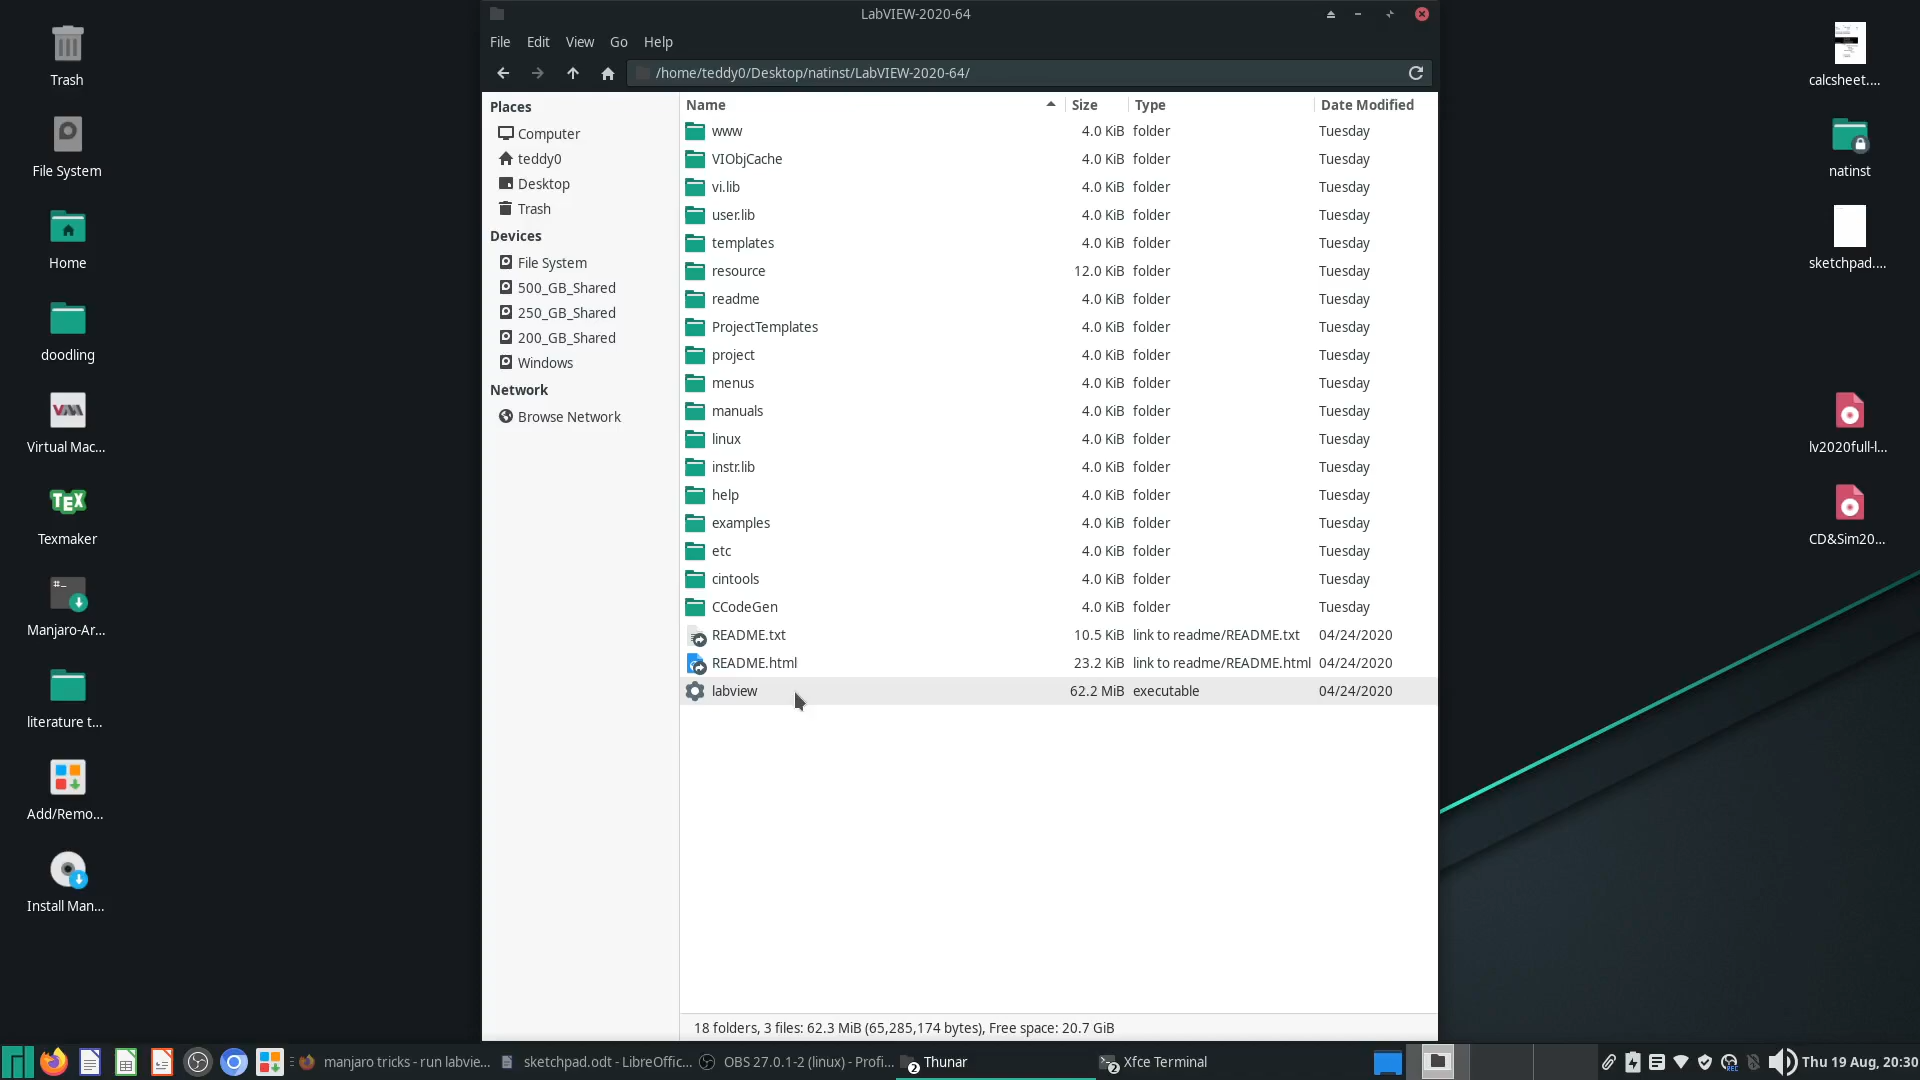 LabVIEW-2020-64
File Edit View Go Help
/home/teddy0/Desktop/natinst/LabVIEW-2020-64/
Places
Computer
teddy0
Desktop
Trash
Devices
File System
500_GB_Shared
250_GB_Shared
200_GB_Shared
Windows
Network
Browse Network
Name Size Type Date Modified
www 4.0 KiB folder Tuesday
VIObjCache 4.0 KiB folder Tuesday
vi.lib 4.0 KiB folder Tuesday
user.lib 4.0 KiB folder Tuesday
templates 4.0 KiB folder Tuesday
resource 12.0 KiB folder Tuesday
readme 4.0 KiB folder Tuesday
ProjectTemplates 4.0 KiB folder Tuesday
project 4.0 KiB folder Tuesday
menus 4.0 KiB folder Tuesday
manuals 4.0 KiB folder Tuesday
linux 4.0 KiB folder Tuesday
instr.lib 4.0 KiB folder Tuesday
help 4.0 KiB folder Tuesday
examples 4.0 KiB folder Tuesday
etc 4.0 KiB folder Tuesday
cintools 4.0 KiB folder Tuesday
CCodeGen 4.0 KiB folder Tuesday
README.txt 10.5 KiB link to readme/README.txt 04/24/2020
README.html 23.2 KiB link to readme/README.html 04/24/2020
labview 62.2 MiB executable 04/24/2020
18 folders, 3 files: 62.3 MiB (65,285,174 bytes), Free space: 20.7 GiB
Trash
File System
Home
doodling
VMM
Virtual Mac...
TEX
Texmaker
#-
Manjaro-Ar...
literature t...
Add/Remo...
Install Man...
calcsheet....
natinst
sketchpad....
lv2020full-l...
CD&Sim20...
manjaro tricks - run labvie... sketchpad.odt - LibreOffic... OBS 27.0.1-2 (linux) - Profi... 2 Thunar 2 Xfce Terminal REC Thu 19 Aug, 20:30